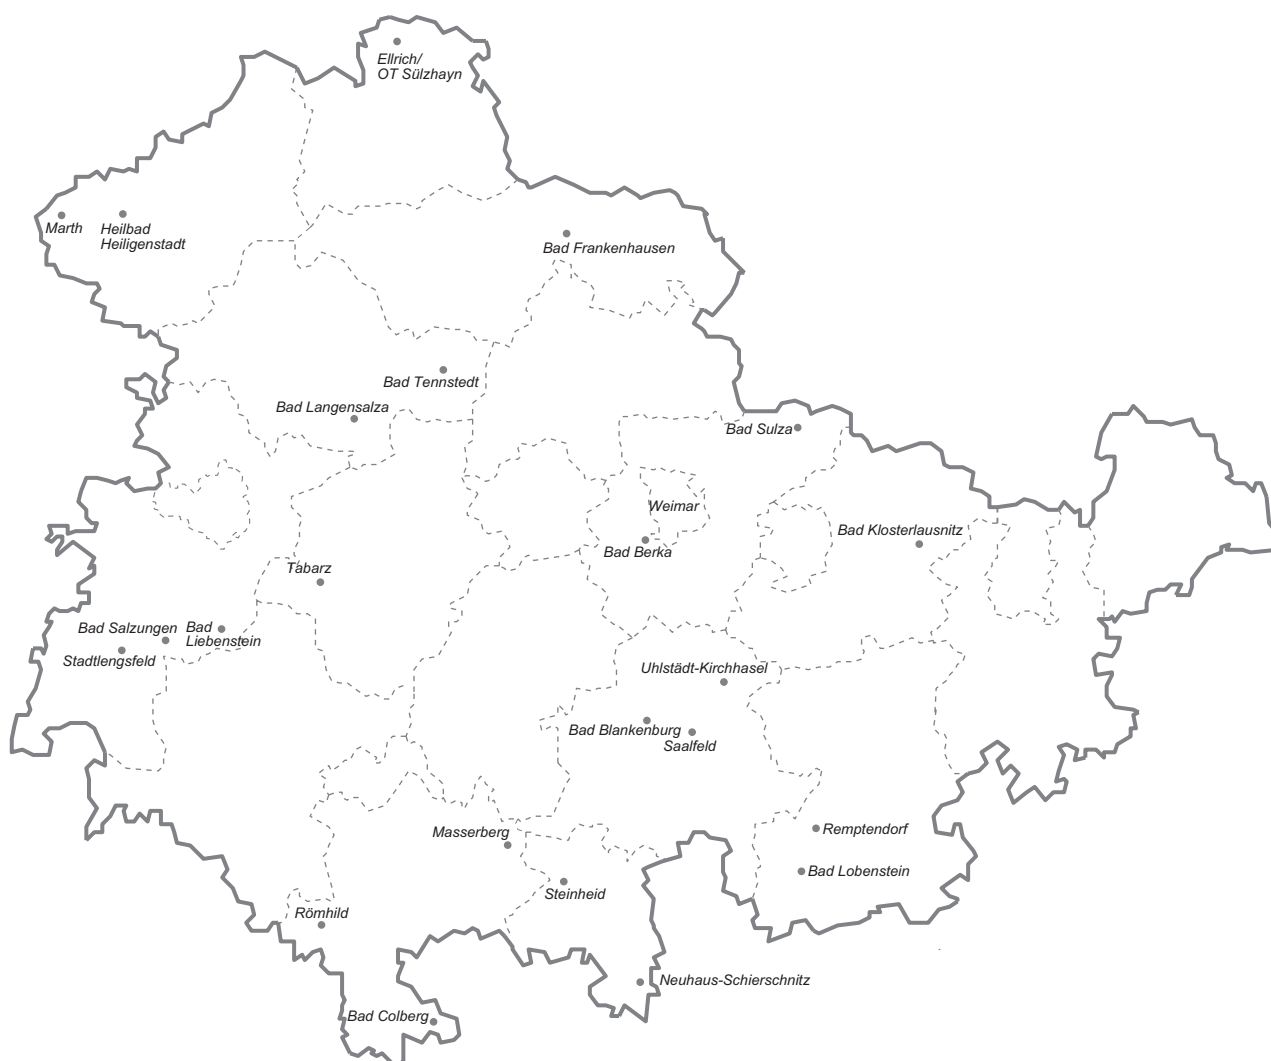 Ellrich/
OT Sülzhayn
Marth
Heilbad
Heiligenstadt
Bad Frankenhausen
Bad Tennstedt
Bad Langensalza
Bad Sulza
Weimar
Bad Klosterlausnitz
Bad Berka
Tabarz
Bad Salzungen
Bad
Liebenstein
Stadtlengsfeld
Uhlstädt-Kirchhasel
Bad Blankenburg
Saalfeld
Masserberg
Remptendorf
Bad Lobenstein
Steinheid
Römhild
Neuhaus-Schierschnitz
Bad Colberg